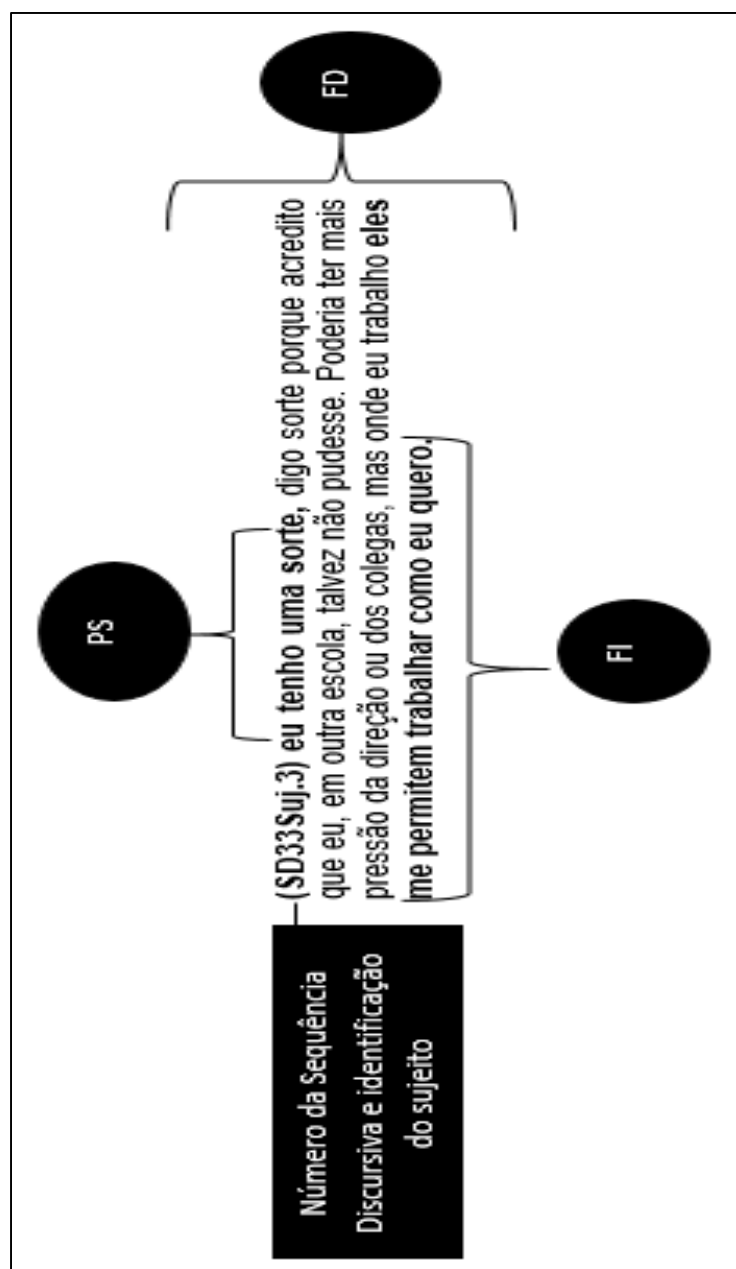 PS
Número da Sequência
Discursiva e identificação
do sujeito
(SD33Suj.3) eu tenho uma sorte, digo sorte porque acredito
que eu, em outra escola, talvez não pudesse. Poderia ter mais
pressão da direção ou dos colegas, mas onde eu trabalho eles
me permitem trabalhar como eu quero.
FD
FI